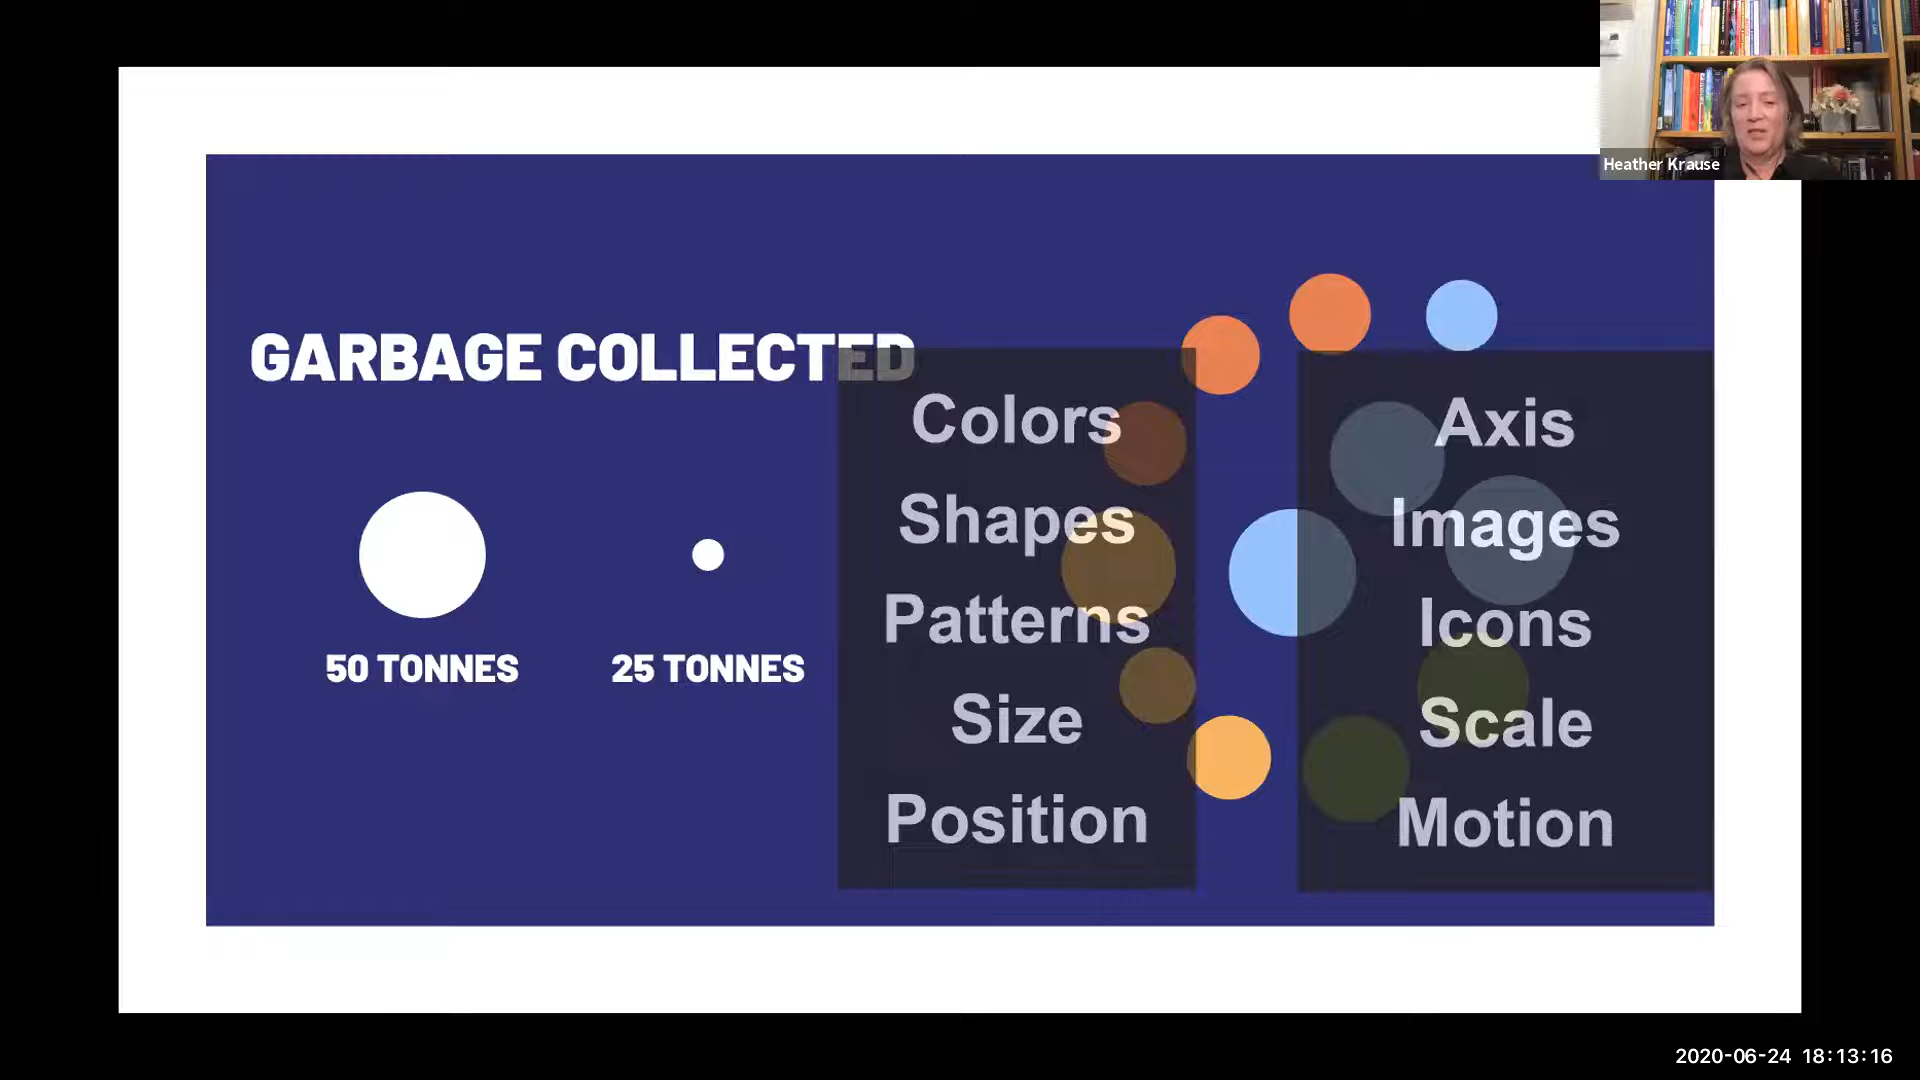 Heather Krause
GARBAGE COLLECTED
50 TONNES
25 TONNES
Colors
Shapes
Patterns
Size
Position
Axis
Images
Icons
Scale
Motion
2020-06-24 18:13:16